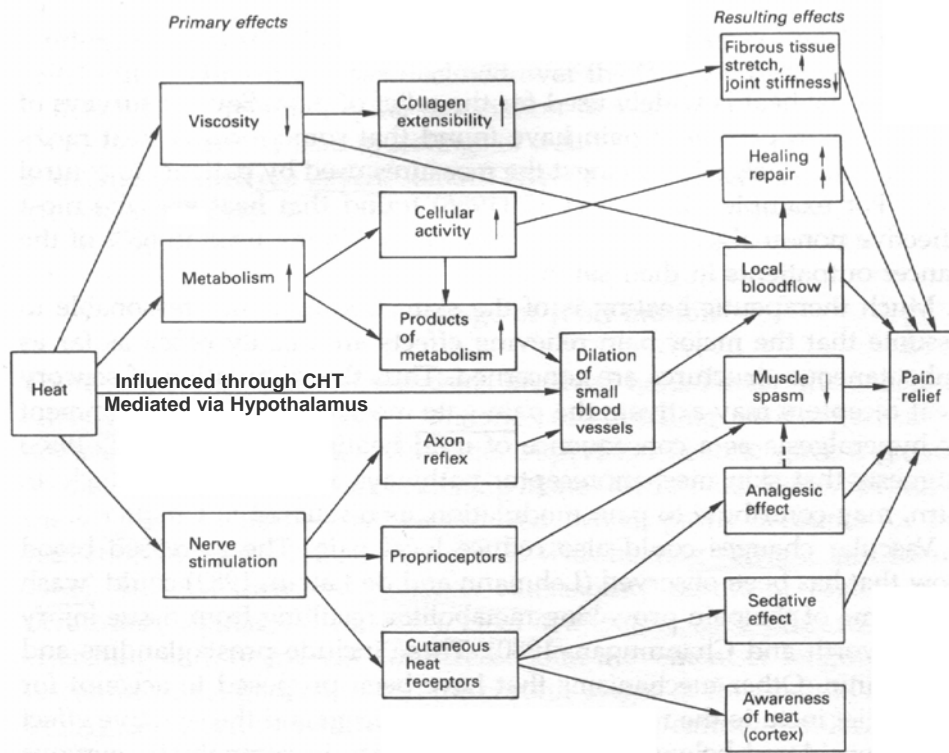 Primary effects
Resulting effects
Viscosity ↓
Collagen
extensibility ↑
Fibrous tissue
stretch, ↑
joint stiffness ↓
Healing
repair ↑
Metabolism ↑
Cellular
activity ↑
Local
bloodflow ↑
Products
metabolism ↑
Dilation
of
small
blood
vessels
Heat
Influenced through CHT
Mediated via Hypothalamus
Muscle
spasm ↓
Pain
relief
Axon
reflex
Analgesic
effect
Nerve
stimulation
Proprioceptors
Sedative
effect
Cutaneous
heat
receptors
Awareness
of heat
(cortex)